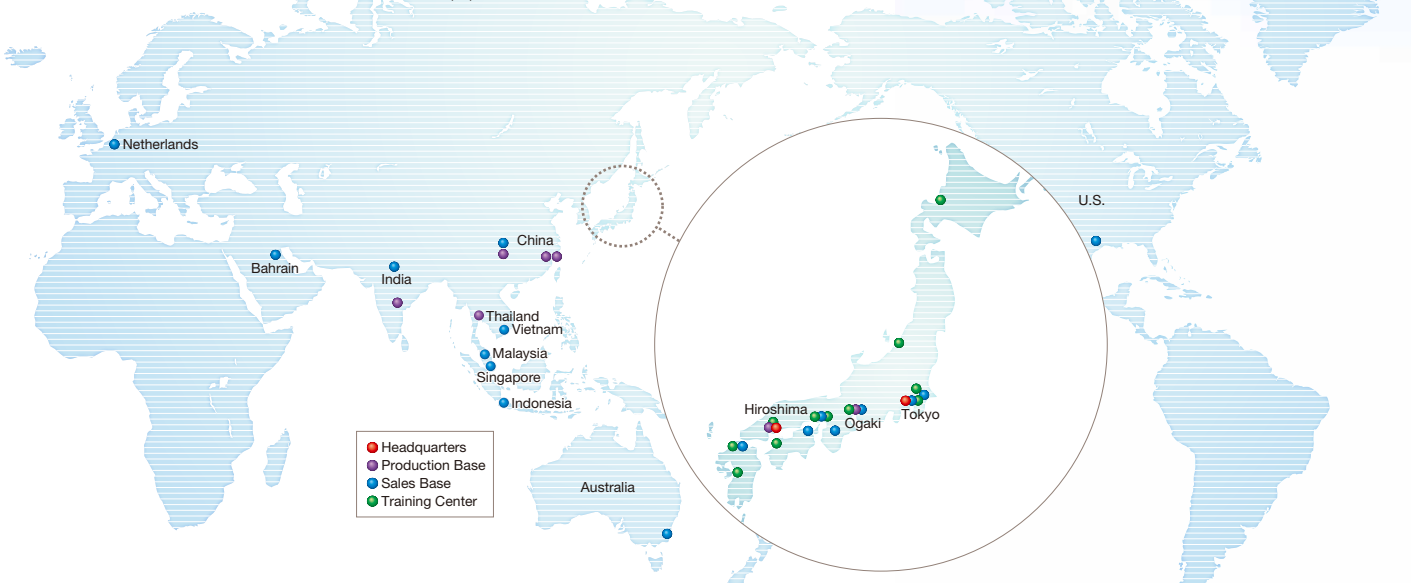 Netherlands
U.S.
China
Bahrain
India
Thailand
Vietnam
Malaysia
Singapore
Indonesia
Hiroshima
Tokyo
Ogaki
Headquarters
Production Base
Sales Base
Training Center
Australia